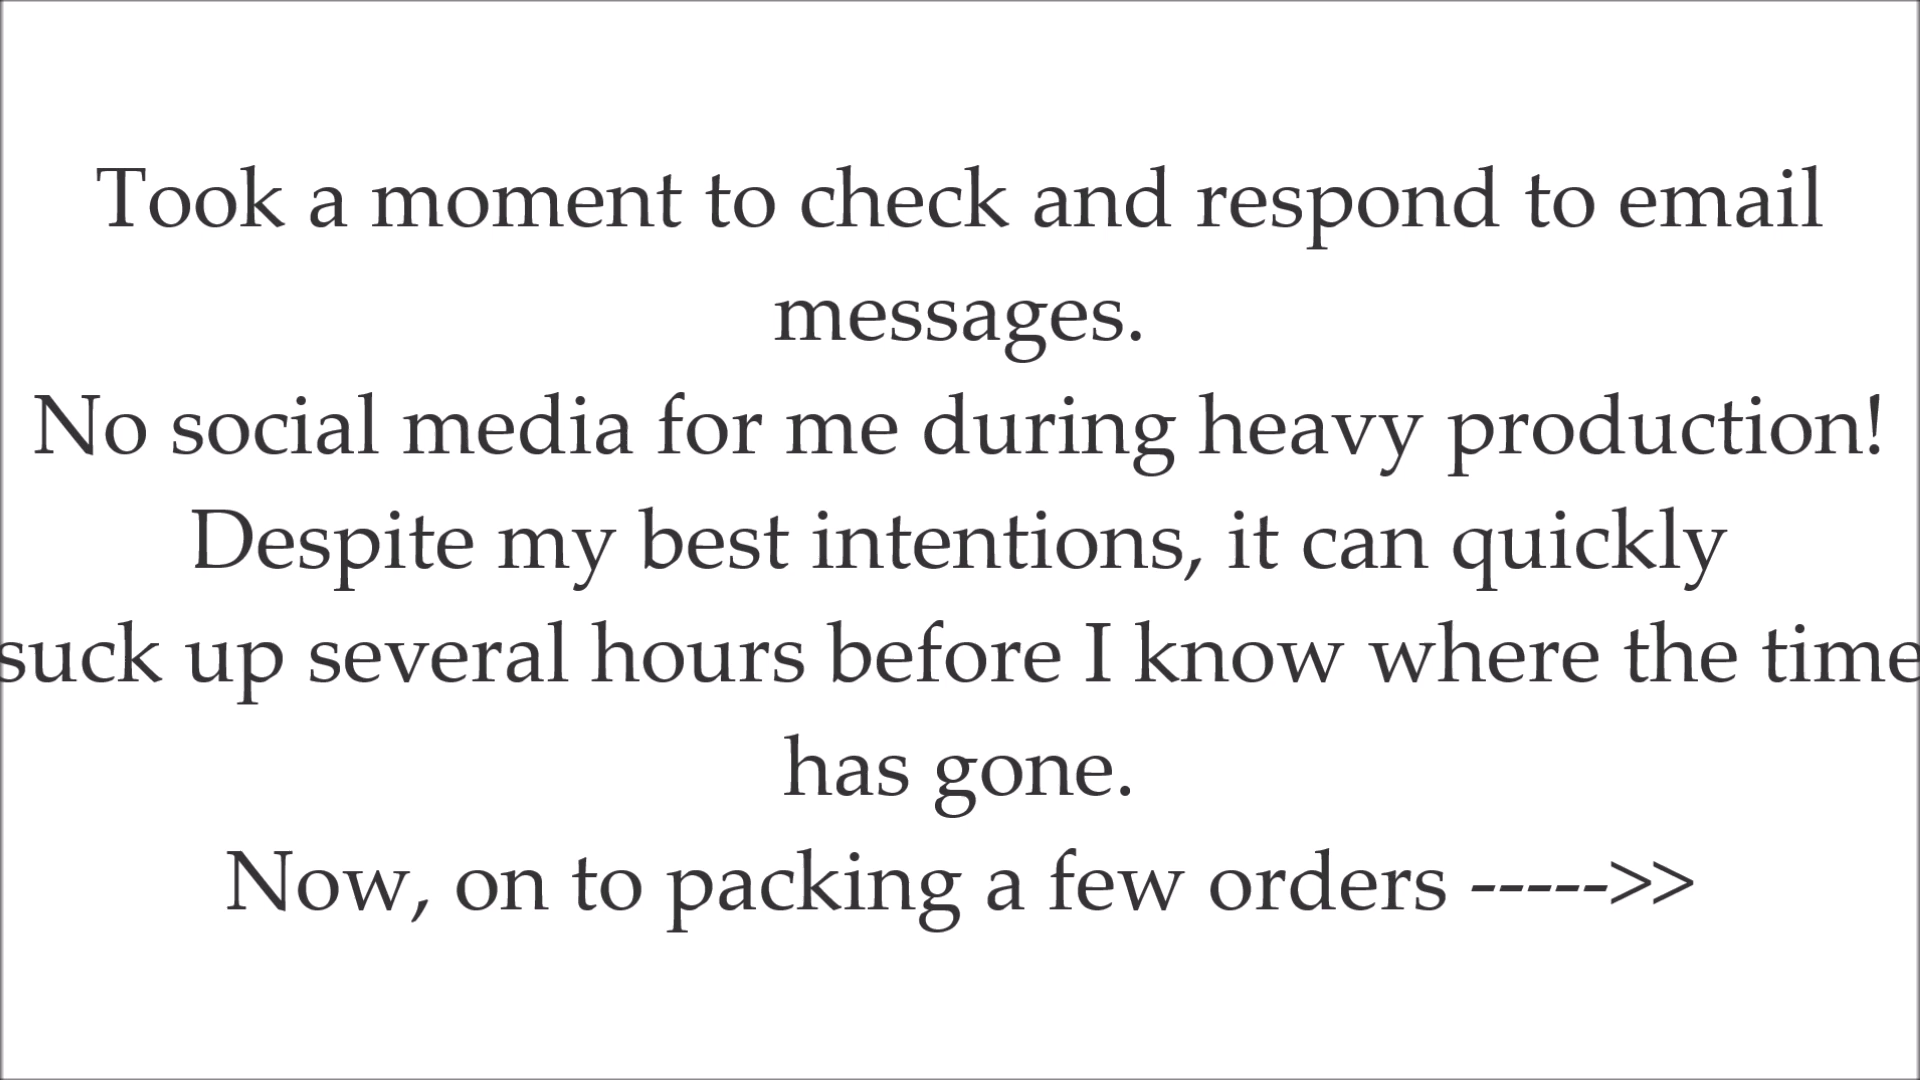 Took a moment to check and respond to email
messages.
No social media for me during heavy production!
Despite my best intentions, it can quickly
suck up several hours before I know where the time
has gone.
Now, on to packing a few orders ----->>